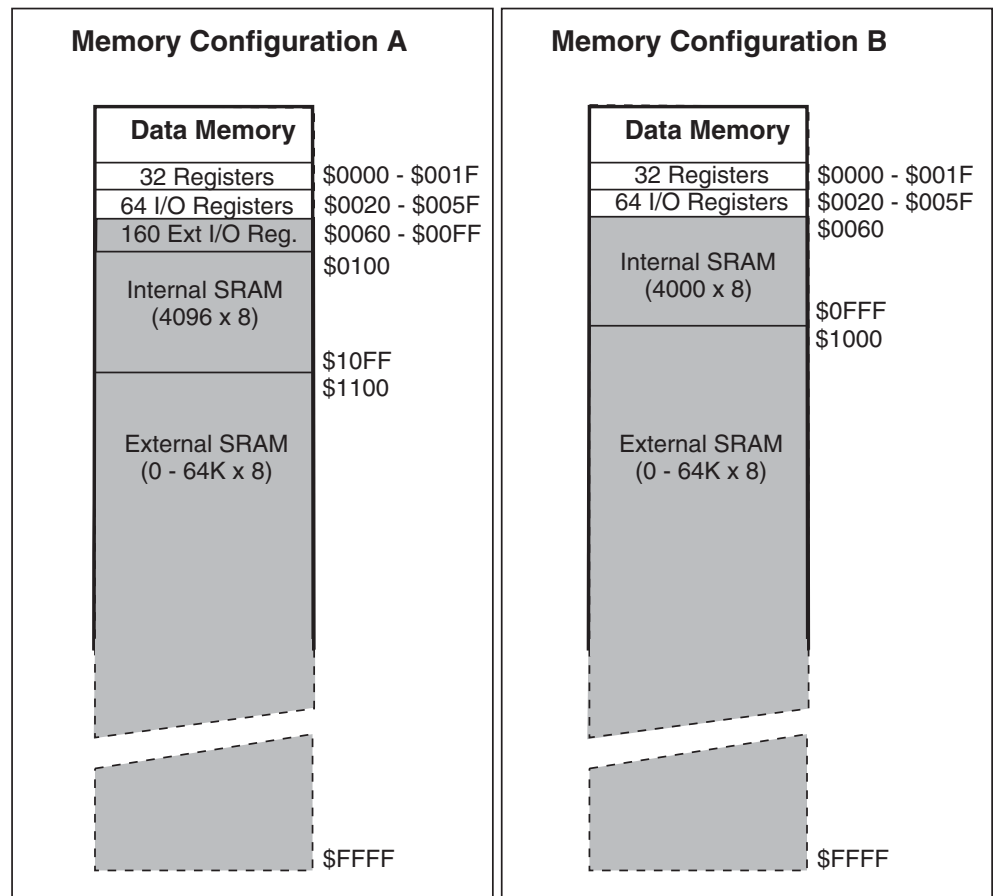 Memory Configuration A
Data Memory
32 Registers
$0000 - $001F
64 I/O Registers
$0020 - $005F
160 Ext I/O Reg.
$0060 - $00FF
$0100
Internal SRAM
(4096 x 8)
$10FF
$1100
External SRAM
(0 - 64K x 8)
$FFFF
Memory Configuration B
Data Memory
32 Registers
$0000 - $001F
64 I/O Registers
$0020 - $005F
$0060
Internal SRAM
(4000 x 8)
$0FFF
$1000
External SRAM
(0 - 64K x 8)
$FFFF